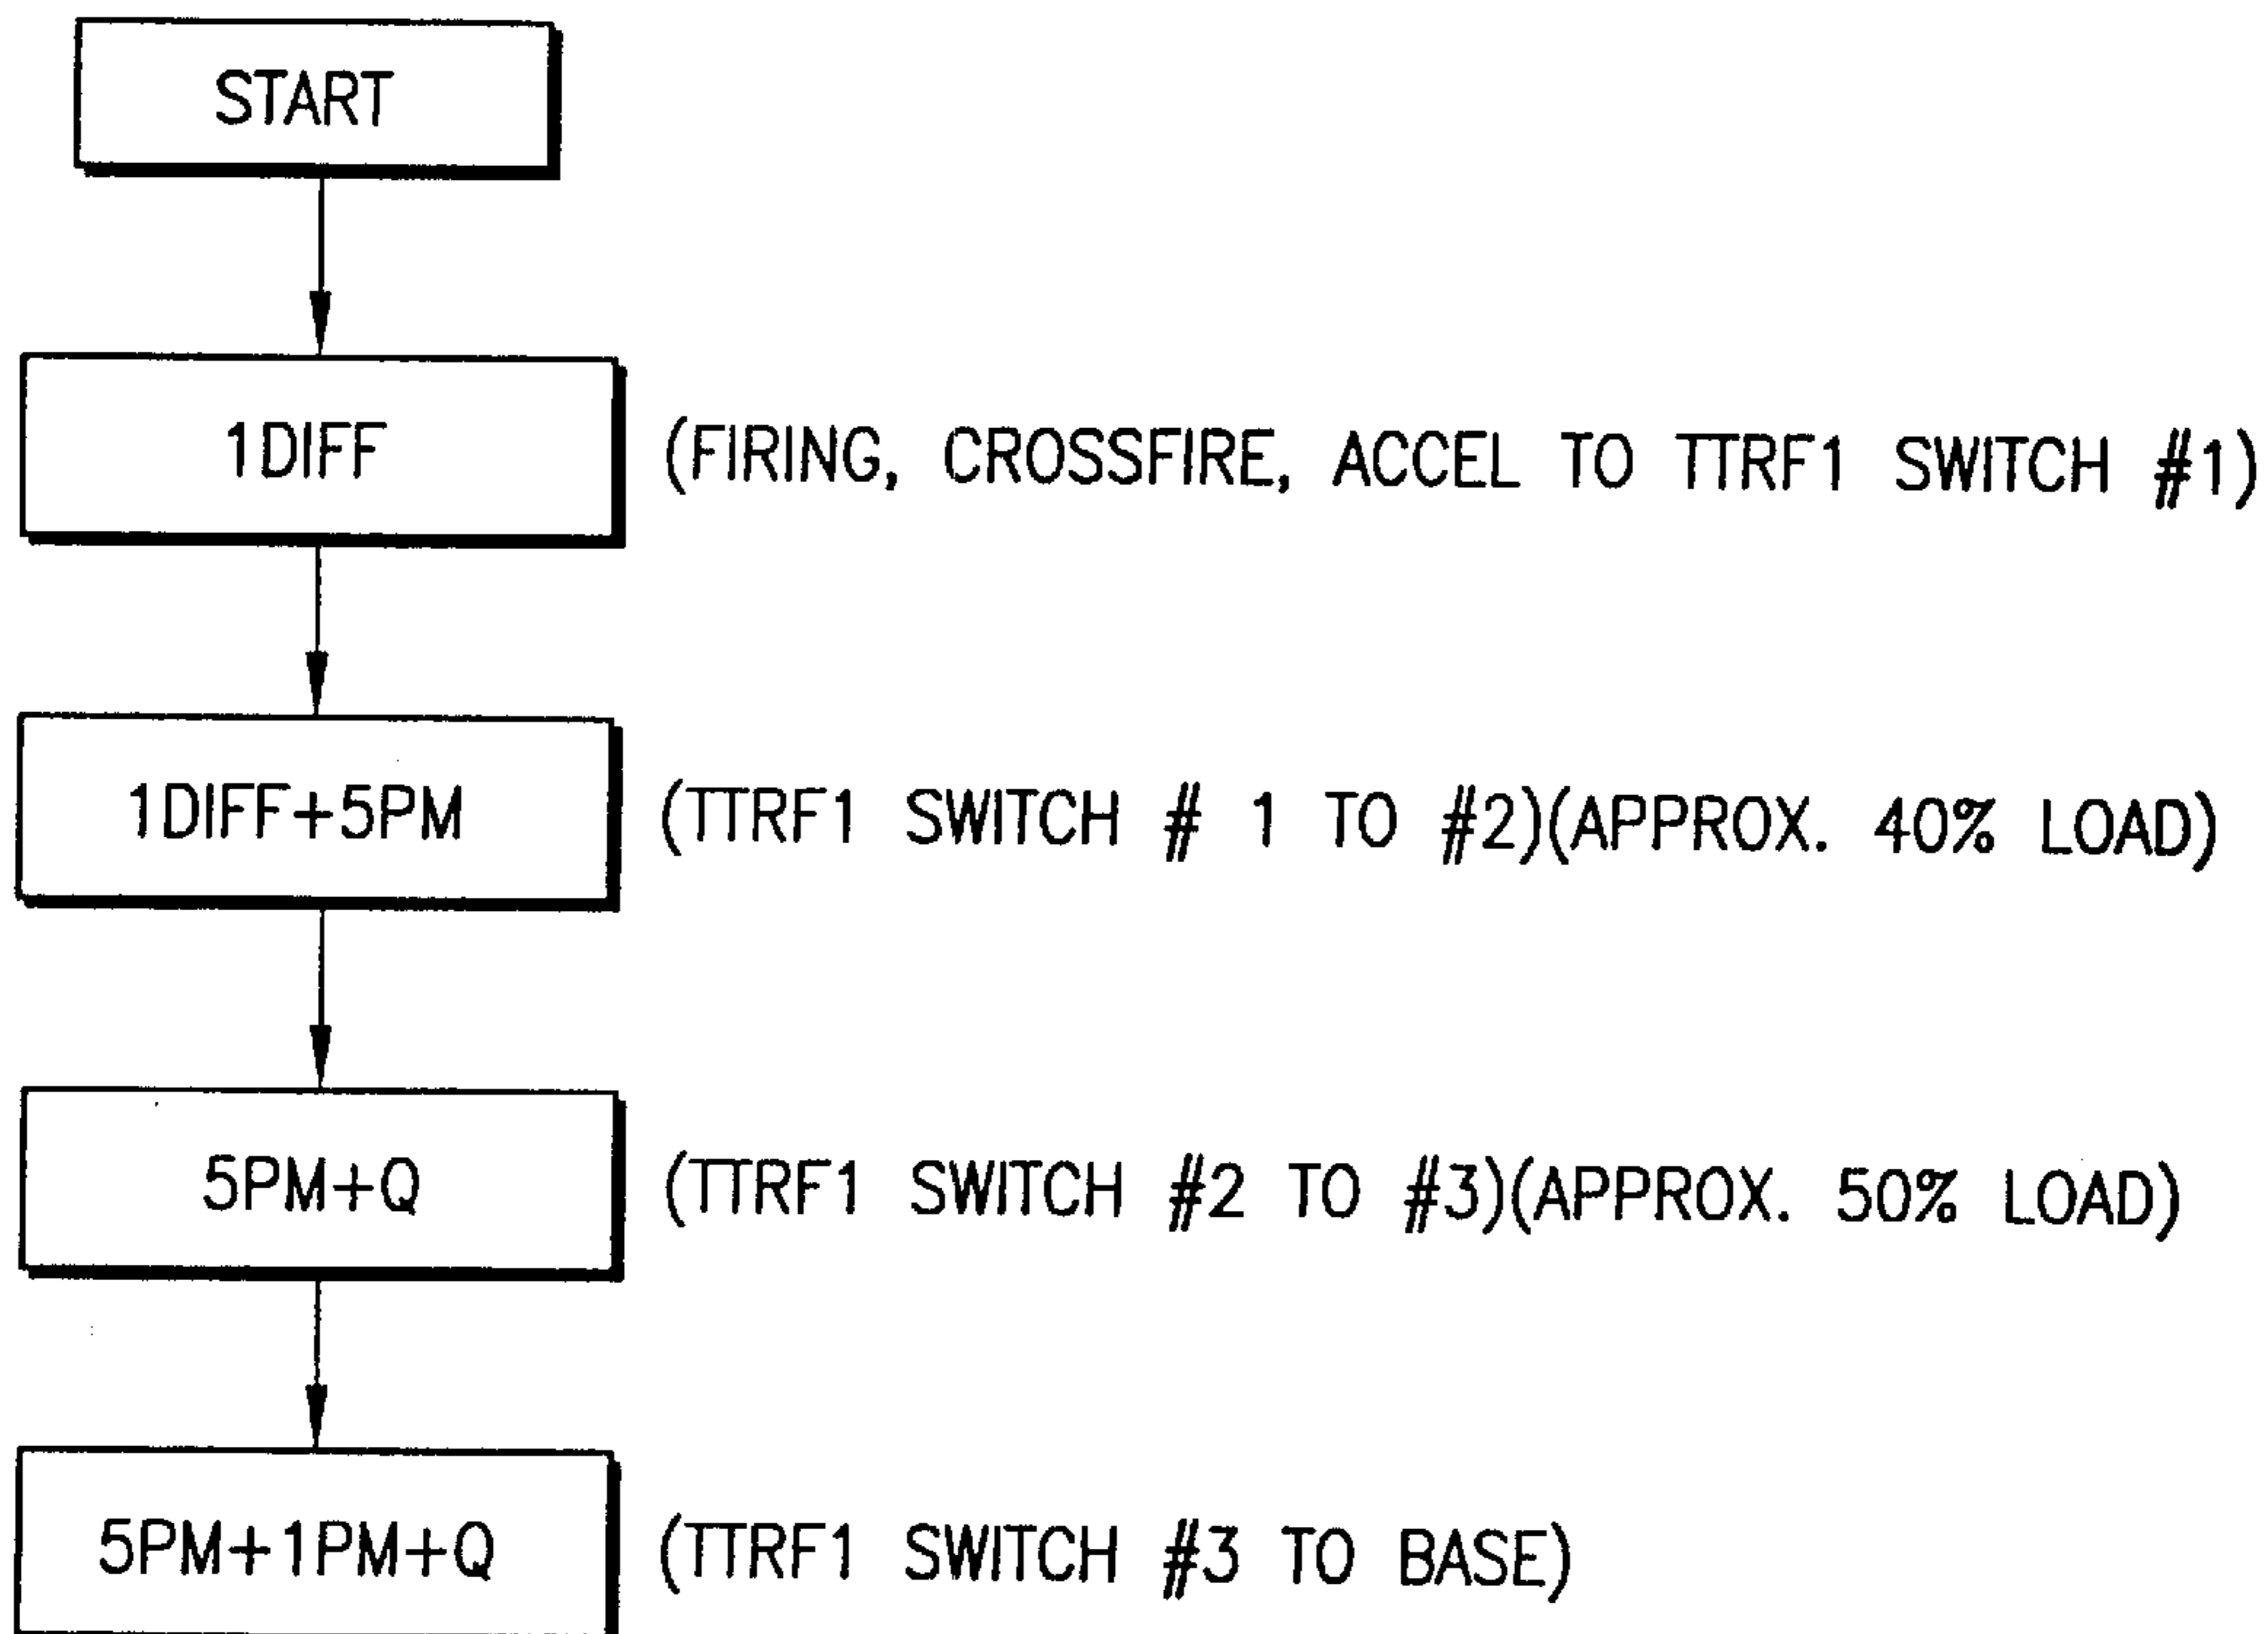 START
1DIFF (FIRING, CROSSFIRE, ACCEL TO TTRF1 SWITCH #1)
1DIFF+5PM (TTRF1 SWITCH # 1 TO #2)(APPROX. 40% LOAD)
5PM+Q (TTRF1 SWITCH #2 TO #3)(APPROX. 50% LOAD)
5PM+1PM+Q (TTRF1 SWITCH #3 TO BASE)